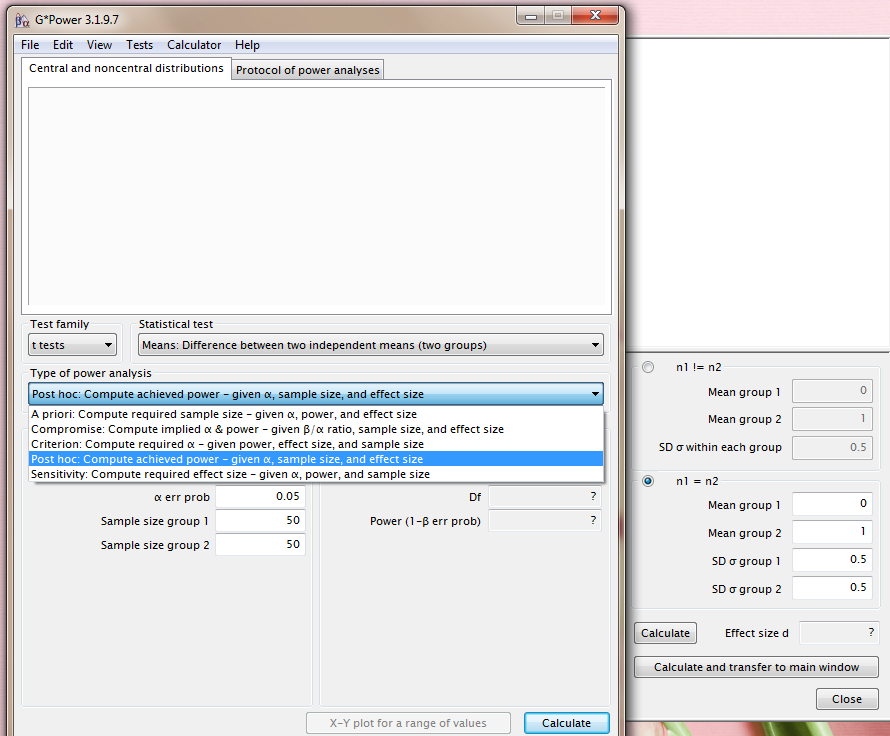 G*Power 3.1.9.7
File Edit View Tests Calculator Help
Central and noncentral distributions Protocol of power analyses
Test family
t tests
Statistical test
Means: Difference between two independent means (two groups)
Type of power analysis
Post hoc: Compute achieved power – given α, sample size, and effect size
A priori: Compute required sample size – given α, power, and effect size
Compromise: Compute implied α & power – given β/α ratio, sample size, and effect size
Criterion: Compute required α – given power, effect size, and sample size
Post hoc: Compute achieved power – given α, sample size, and effect size
Sensitivity: Compute required effect size – given α, power, and sample size
α err prob 0.05
Sample size group 1 50
Sample size group 2 50
Df ?
Power (1-β err prob) ?
X-Y plot for a range of values Calculate
n1 != n2
Mean group 1 0
Mean group 2 1
SD σ within each group 0.5
n1 = n2
Mean group 1 0
Mean group 2 1
SD σ group 1 0.5
SD σ group 2 0.5
Calculate Effect size d ?
Calculate and transfer to main window
Close